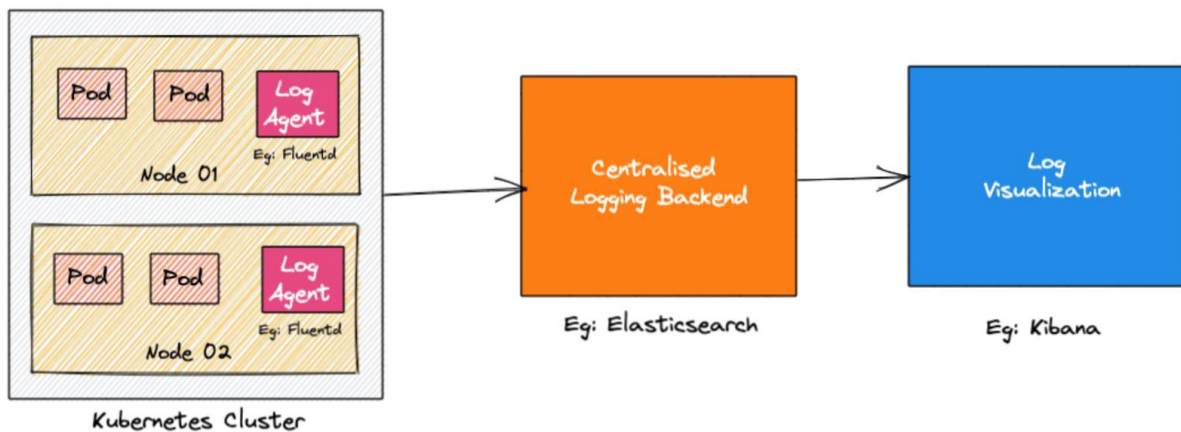 Pod
Pod
Log
Agent
Eg: Fluentd
Node 01
Pod
Pod
Log
Agent
Eg: Fluentd
Node 02
Kubernetes Cluster
Centralised
Logging Backend
Eg: Elasticsearch
Log
Visualization
Eg: Kibana